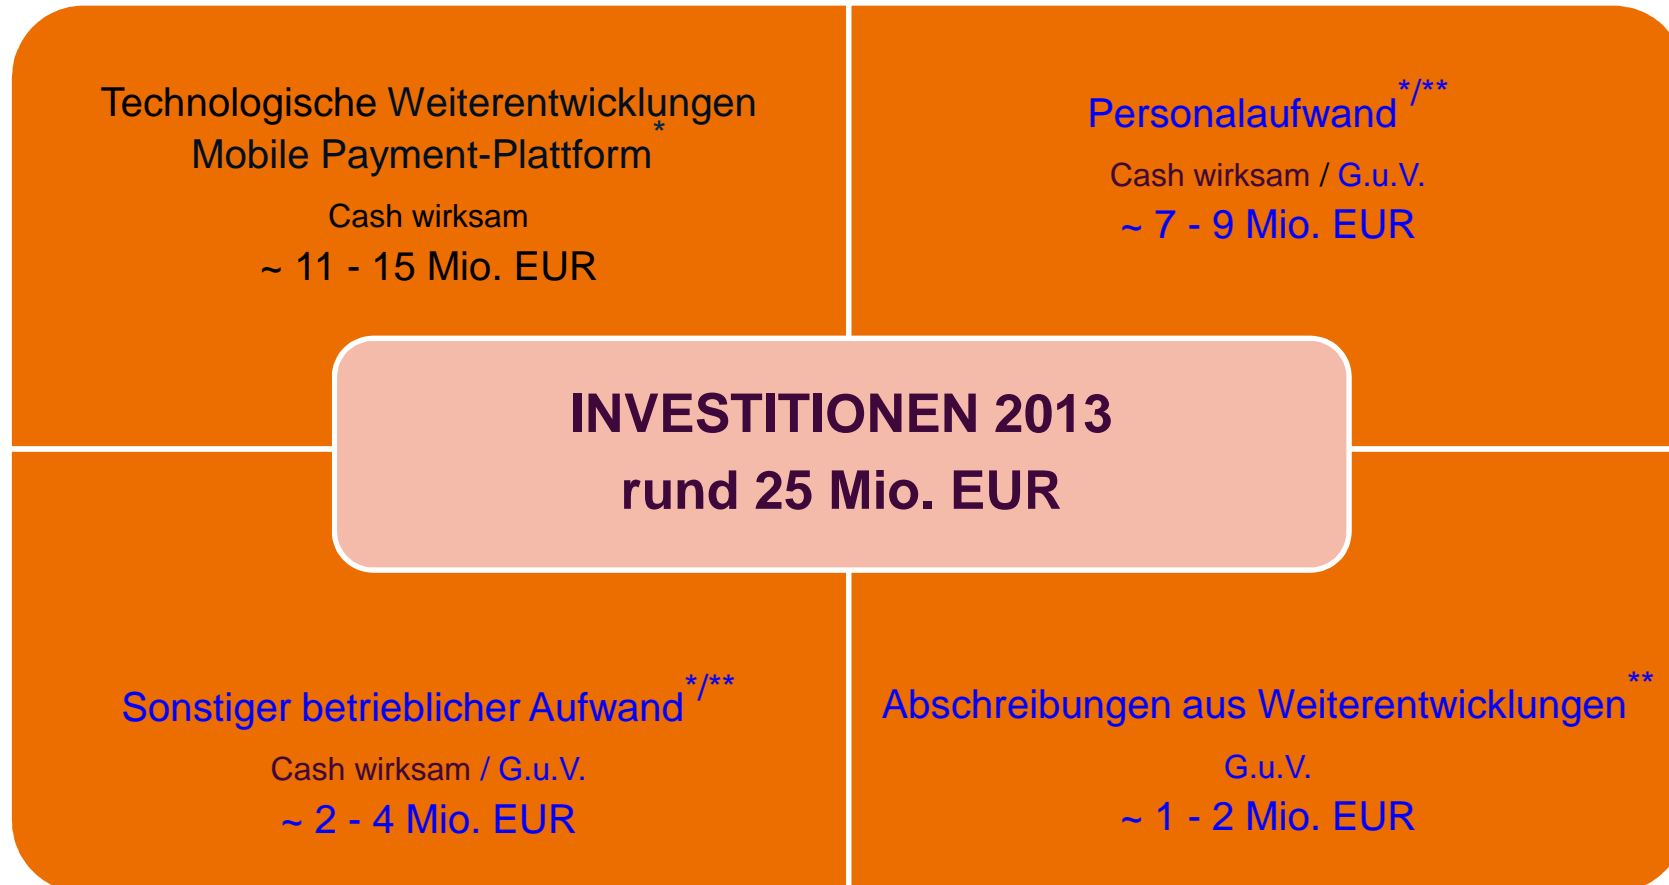 Technologische Weiterentwicklungen
Mobile Payment-Plattform*
Cash wirksam
~ 11 - 15 Mio. EUR
Personalaufwand*/**
Cash wirksam / G.u.V.
~ 7 - 9 Mio. EUR
INVESTITIONEN 2013
rund 25 Mio. EUR
Sonstiger betrieblicher Aufwand*/**
Cash wirksam / G.u.V.
~ 2 - 4 Mio. EUR
Abschreibungen aus Weiterentwicklungen**
G.u.V.
~ 1 - 2 Mio. EUR